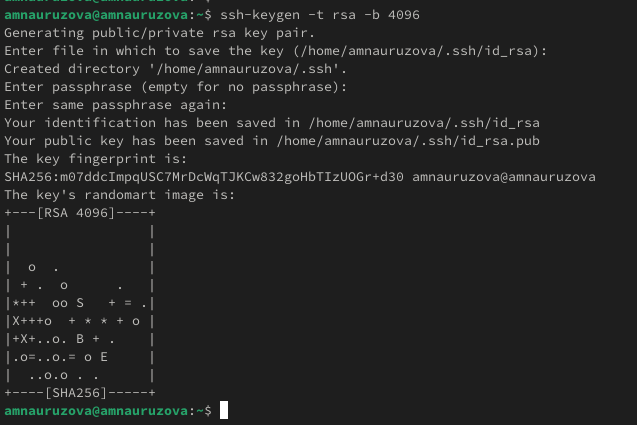 amnauruzova@amnauruzova:~$ ssh-keygen -t rsa -b 4096
Generating public/private rsa key pair.
Enter file in which to save the key (/home/amnauruzova/.ssh/id_rsa):
Created directory '/home/amnauruzova/.ssh'.
Enter passphrase (empty for no passphrase):
Enter same passphrase again:
Your identification has been saved in /home/amnauruzova/.ssh/id_rsa
Your public key has been saved in /home/amnauruzova/.ssh/id_rsa.pub
The key fingerprint is:
SHA256:m07ddcImpqUSC7MrDcWqTJKCw832goHbTIzUOGr+d30 amnauruzova@amnauruzova
The key's randomart image is:
+---[RSA 4096]----+
|                 |
|                 |
|  o  .           |
| + .  o      .   |
|*++  oo S   + = .|
|X+++o  + * * + o |
|+X+..o. B + .    |
|.o=..o.= o E     |
|  ..o.o . .      |
+----[SHA256]-----+
amnauruzova@amnauruzova:~$